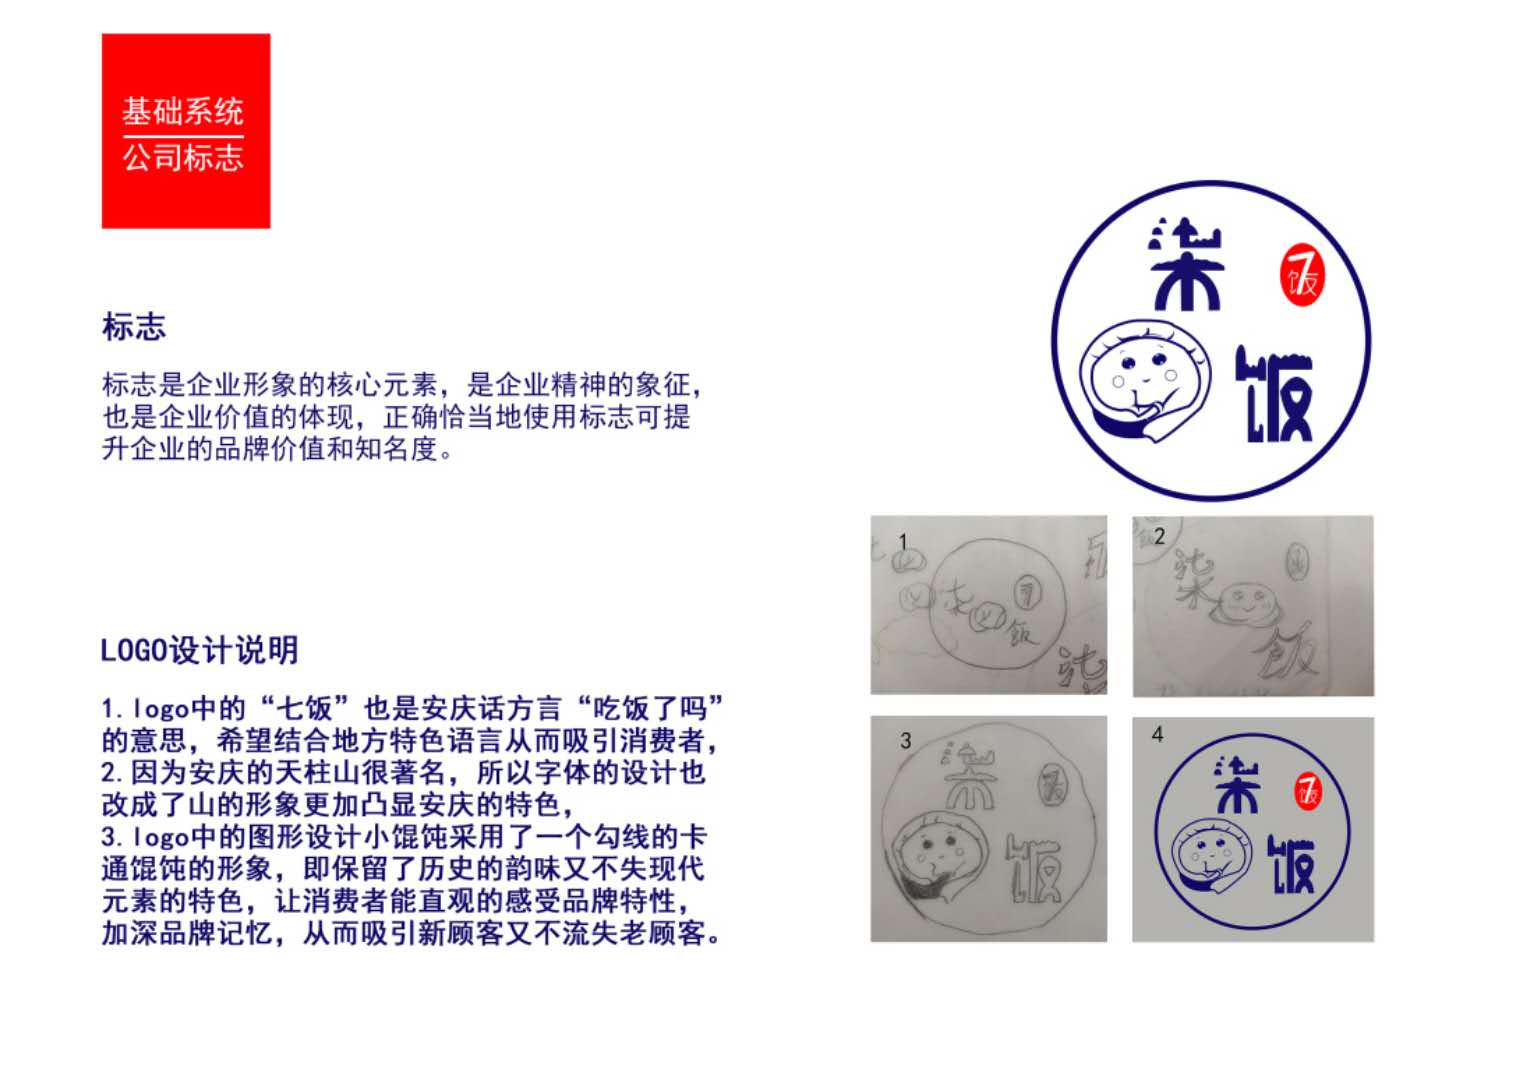 基础系统
公司标志
标志
标志是企业形象的核心元素，是企业精神的象征，
也是企业价值的体现，正确恰当地使用标志可提
升企业的品牌价值和知名度。
LOGO设计说明
1.logo中的“七饭”也是安庆话方言“吃饭了吗”
的意思，希望结合地方特色语言从而吸引消费者，
2.因为安庆的天柱山很著名，所以字体的设计也
改成了山的形象更加凸显安庆的特色，
3.logo中的图形设计小馄饨采用了一个勾线的卡
通馄饨的形象，即保留了历史的韵味又不失现代
元素的特色，让消费者能直观的感受品牌特性，
加深品牌记忆，从而吸引新顾客又不流失老顾客。
柒
7饭
饭
1
饭
柒
2
柒
饭
3
柒
7
饭
4
柒
7饭
饭